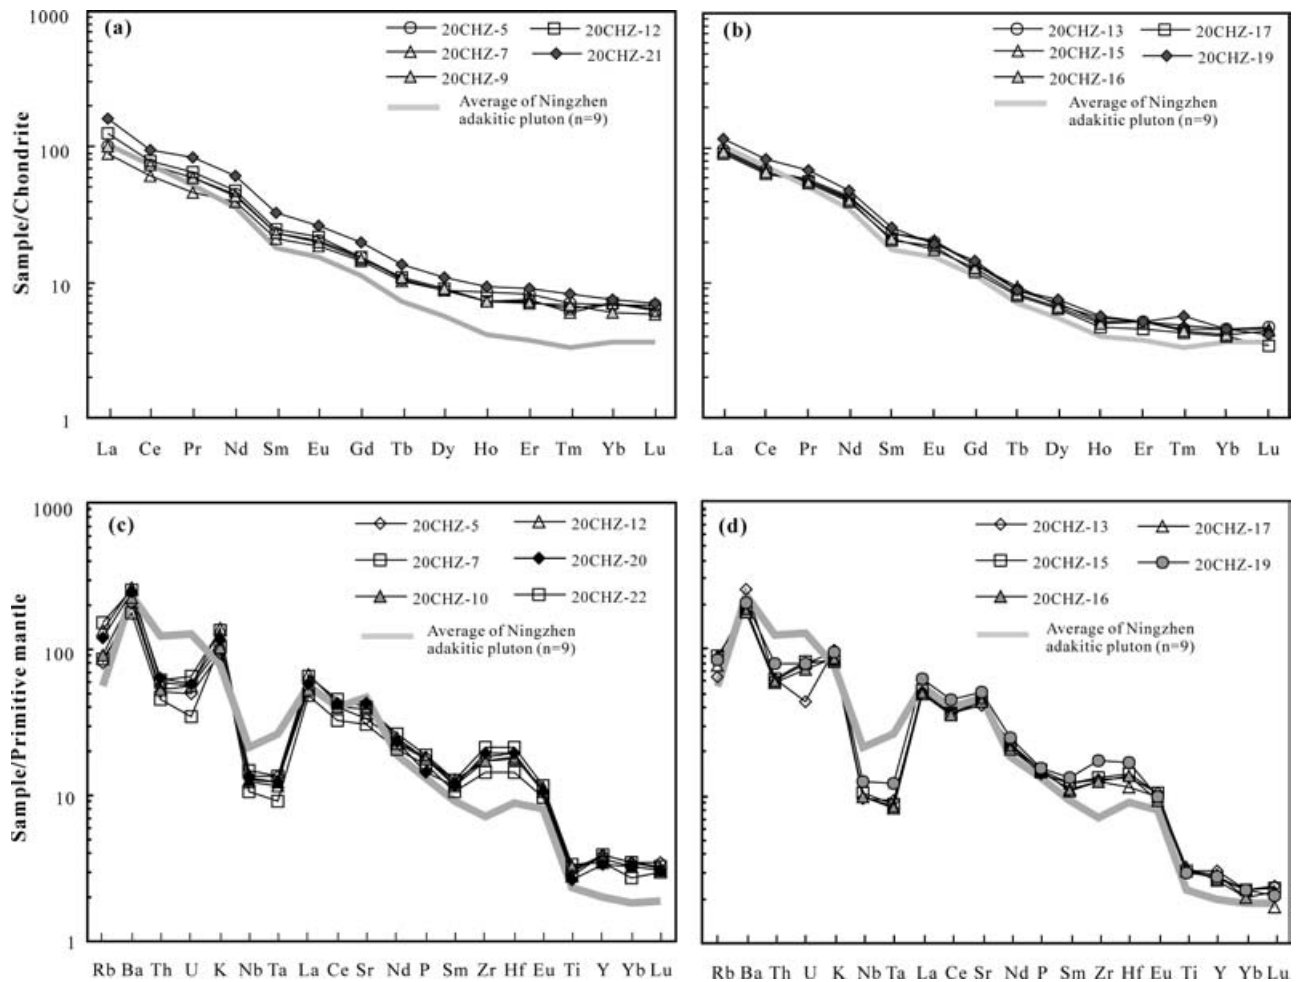 1000
(a)
20CHZ-5
20CHZ-12
20CHZ-7
20CHZ-21
20CHZ-9
Average of Ningzhen
adakitic pluton (n=9)
100
10
1
Sample/Chondrite
La Ce Pr Nd Sm Eu Gd Tb Dy Ho Er Tm Yb Lu
(b)
20CHZ-13
20CHZ-17
20CHZ-15
20CHZ-19
20CHZ-16
Average of Ningzhen
adakitic pluton (n=9)
La Ce Pr Nd Sm Eu Gd Tb Dy Ho Er Tm Yb Lu
1000
(c)
20CHZ-5
20CHZ-12
20CHZ-7
20CHZ-20
20CHZ-10
20CHZ-22
Average of Ningzhen
adakitic pluton (n=9)
100
10
1
Sample/Primitive mantle
Rb Ba Th U K Nb Ta La Ce Sr Nd P Sm Zr Hf Eu Ti Y Yb Lu
(d)
20CHZ-13
20CHZ-17
20CHZ-15
20CHZ-19
20CHZ-16
Average of Ningzhen
adakitic pluton (n=9)
Rb Ba Th U K Nb Ta La Ce Sr Nd P Sm Zr Hf Eu Ti Y Yb Lu